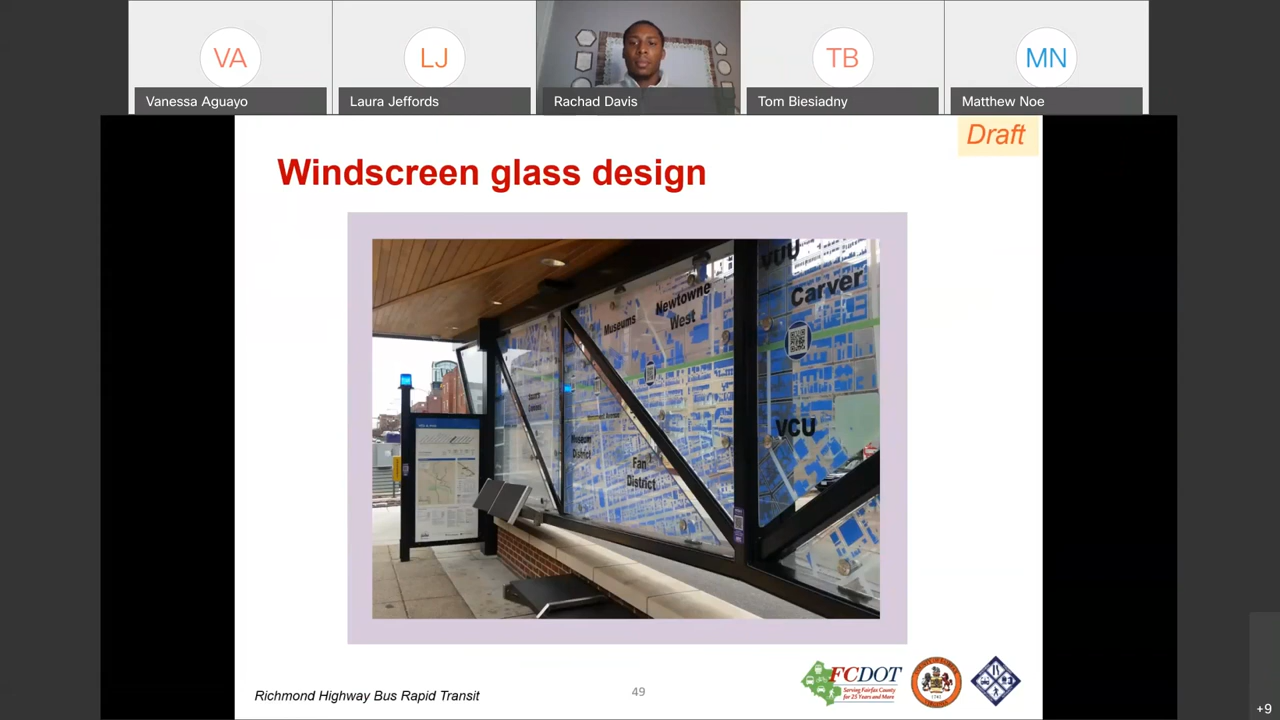 VA
LJ
TB
MN
Vanessa Aguayo
Laura Jeffords
Rachad Davis
Tom Biesiadny
Matthew Noe
Draft
Windscreen glass design
VUU
Carver
Newtowne
West
Museums
VCU
Museum
District
Fan
District
Richmond Highway Bus Rapid Transit
49
FCDOT
Serving Fairfax County
for 25 Years and More
+9